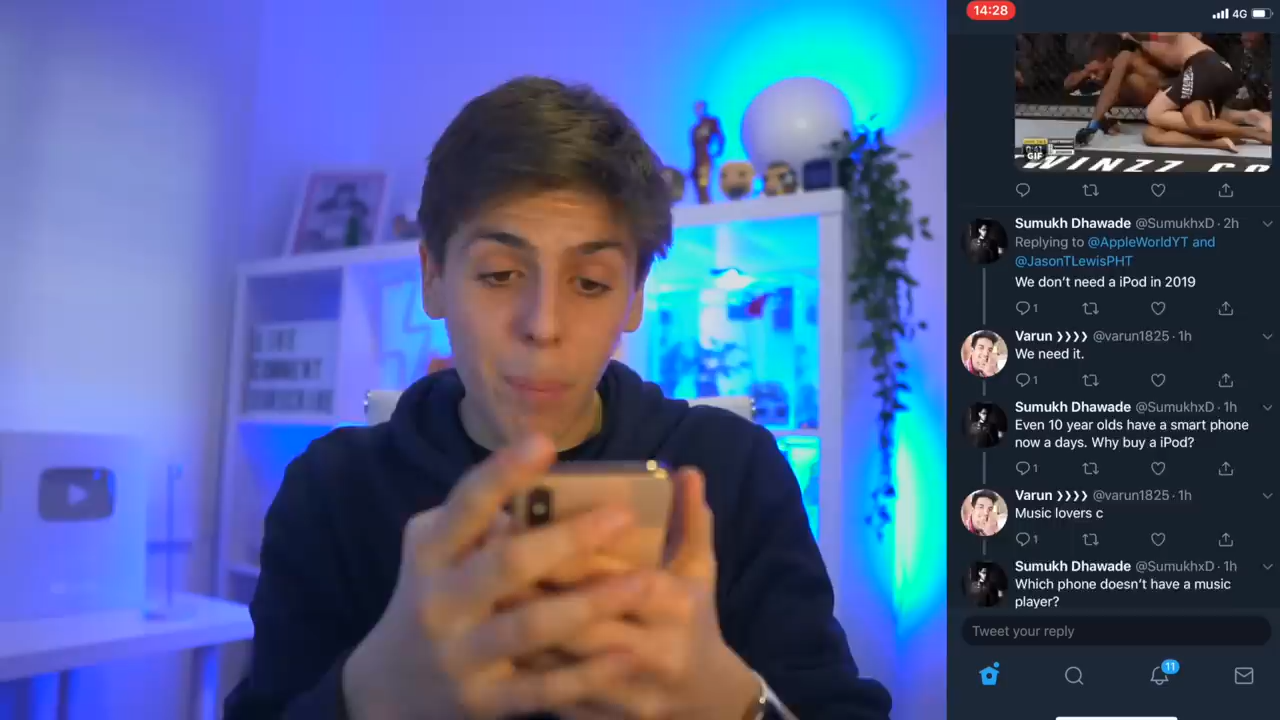 14:28
4G
GIF
WINZZ.CO
Sumukh Dhawade @SumukhxD · 2h
Replying to @AppleWorldYT and
@JasonTLewisPHT
We don't need a iPod in 2019
1
Varun ❯❯❯❯ @varun1825 · 1h
We need it.
1
Sumukh Dhawade @SumukhxD · 1h
Even 10 year olds have a smart phone
now a days. Why buy a iPod?
1
Varun ❯❯❯❯ @varun1825 · 1h
Music lovers c
1
Sumukh Dhawade @SumukhxD · 1h
Which phone doesn't have a music
player?
Tweet your reply
11